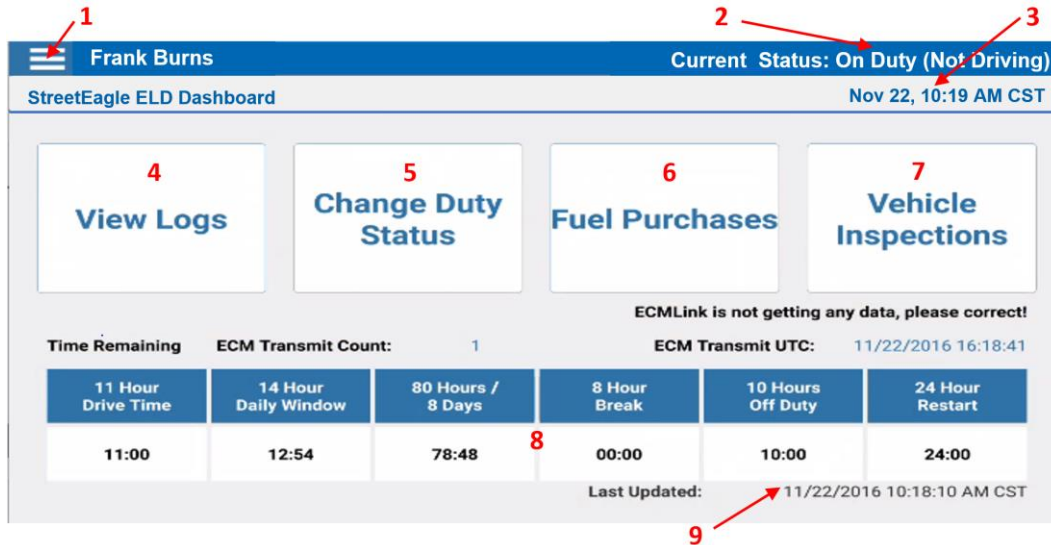 1
2
3
Frank Burns
Current Status: On Duty (Not Driving)
StreetEagle ELD Dashboard
Nov 22, 10:19 AM CST
4
View Logs
5
Change Duty
Status
6
Fuel Purchases
7
Vehicle
Inspections
ECMLink is not getting any data, please correct!
Time Remaining
ECM Transmit Count:
1
ECM Transmit UTC:
11/22/2016 16:18:41
11 Hour
Drive Time
14 Hour
Daily Window
80 Hours /
8 Days
8 Hour
Break
10 Hours
Off Duty
24 Hour
Restart
11:00
12:54
78:48
8
00:00
10:00
24:00
Last Updated:
11/22/2016 10:18:10 AM CST
9